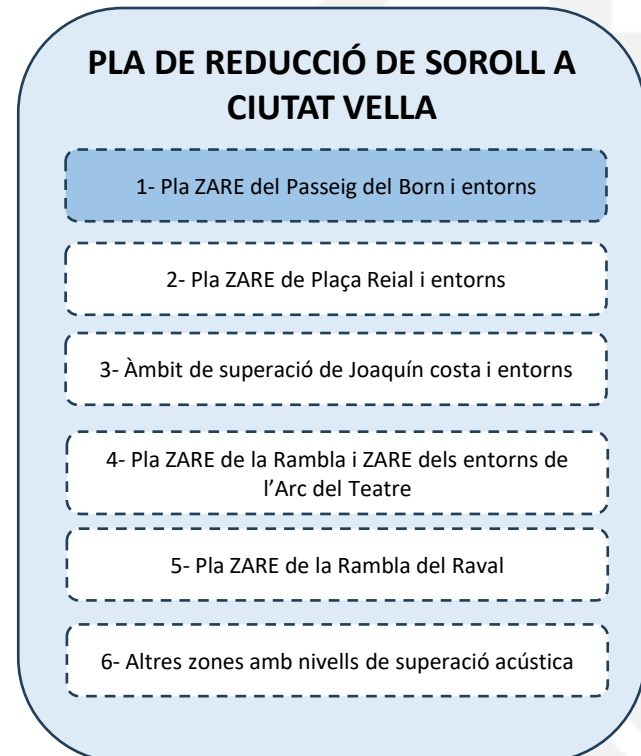 PLA DE REDUCCIÓ DE SOROLL A
CIUTAT VELLA
1- Pla ZARE del Passeig del Born i entorns
2- Pla ZARE de Plaça Reial i entorns
3- Àmbit de superació de Joaquín costa i entorns
4- Pla ZARE de la Rambla i ZARE dels entorns de
l’Arc del Teatre
5- Pla ZARE de la Rambla del Raval
6- Altres zones amb nivells de superació acústica